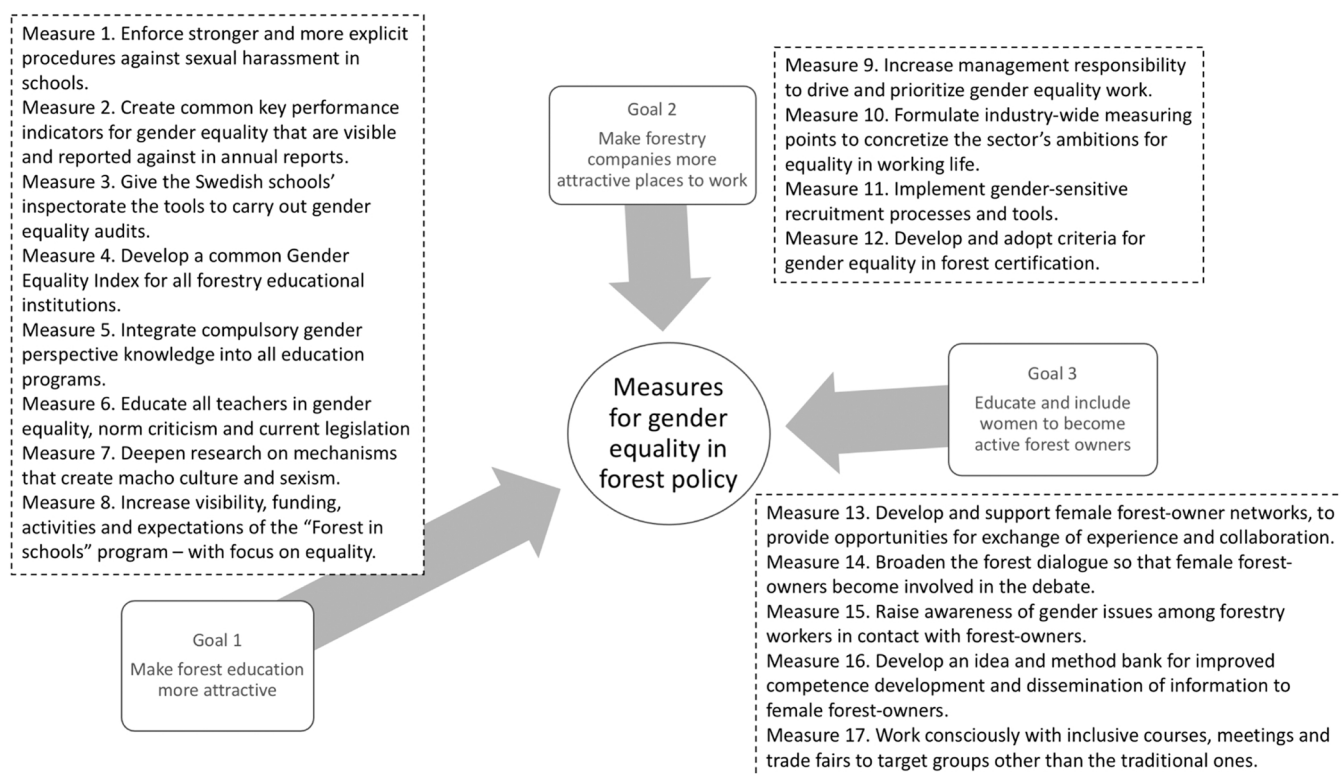 Measure 1. Enforce stronger and more explicit
procedures against sexual harassment in
schools.
Measure 2. Create common key performance
indicators for gender equality that are visible
and reported against in annual reports.
Measure 3. Give the Swedish schools’
inspectorate the tools to carry out gender
equality audits.
Measure 4. Develop a common Gender
Equality Index for all forestry educational
institutions.
Measure 5. Integrate compulsory gender
perspective knowledge into all education
programs.
Measure 6. Educate all teachers in gender
equality, norm criticism and current legislation
Measure 7. Deepen research on mechanisms
that create macho culture and sexism.
Measure 8. Increase visibility, funding,
activities and expectations of the “Forest in
schools” program – with focus on equality.
Goal 1
Make forest education
more attractive
Goal 2
Make forestry
companies more
attractive places to work
Measures
for gender
equality in
forest policy
Measure 9. Increase management responsibility
to drive and prioritize gender equality work.
Measure 10. Formulate industry-wide measuring
points to concretize the sector’s ambitions for
equality in working life.
Measure 11. Implement gender-sensitive
recruitment processes and tools.
Measure 12. Develop and adopt criteria for
gender equality in forest certification.
Goal 3
Educate and include
women to become
active forest owners
Measure 13. Develop and support female forest-owner networks, to
provide opportunities for exchange of experience and collaboration.
Measure 14. Broaden the forest dialogue so that female forest-
owners become involved in the debate.
Measure 15. Raise awareness of gender issues among forestry
workers in contact with forest-owners.
Measure 16. Develop an idea and method bank for improved
competence development and dissemination of information to
female forest-owners.
Measure 17. Work consciously with inclusive courses, meetings and
trade fairs to target groups other than the traditional ones.